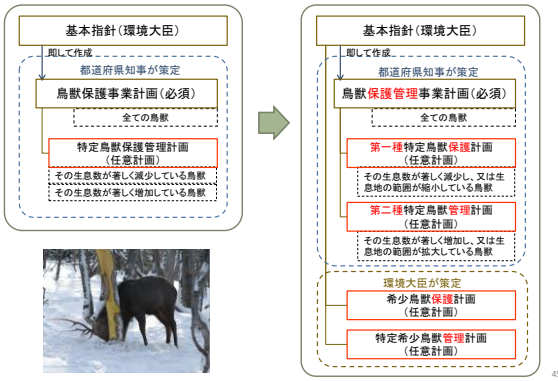 基本指針(環境大臣)
即して作成
都道府県知事が策定
鳥獣保護事業計画(必須)
全ての鳥獣
特定鳥獣保護管理計画
(任意計画)
その生息数が著しく減少している鳥獣
その生息数が著しく増加している鳥獣
基本指針(環境大臣)
即して作成
都道府県知事が策定
鳥獣保護管理事業計画(必須)
全ての鳥獣
第一種特定鳥獣保護計画
(任意計画)
その生息数が著しく減少し、又は生
息地の範囲が縮小している鳥獣
第二種特定鳥獣管理計画
(任意計画)
その生息数が著しく増加し、又は生
息地の範囲が拡大している鳥獣
環境大臣が策定
希少鳥獣保護計画
(任意計画)
特定希少鳥獣管理計画
(任意計画)